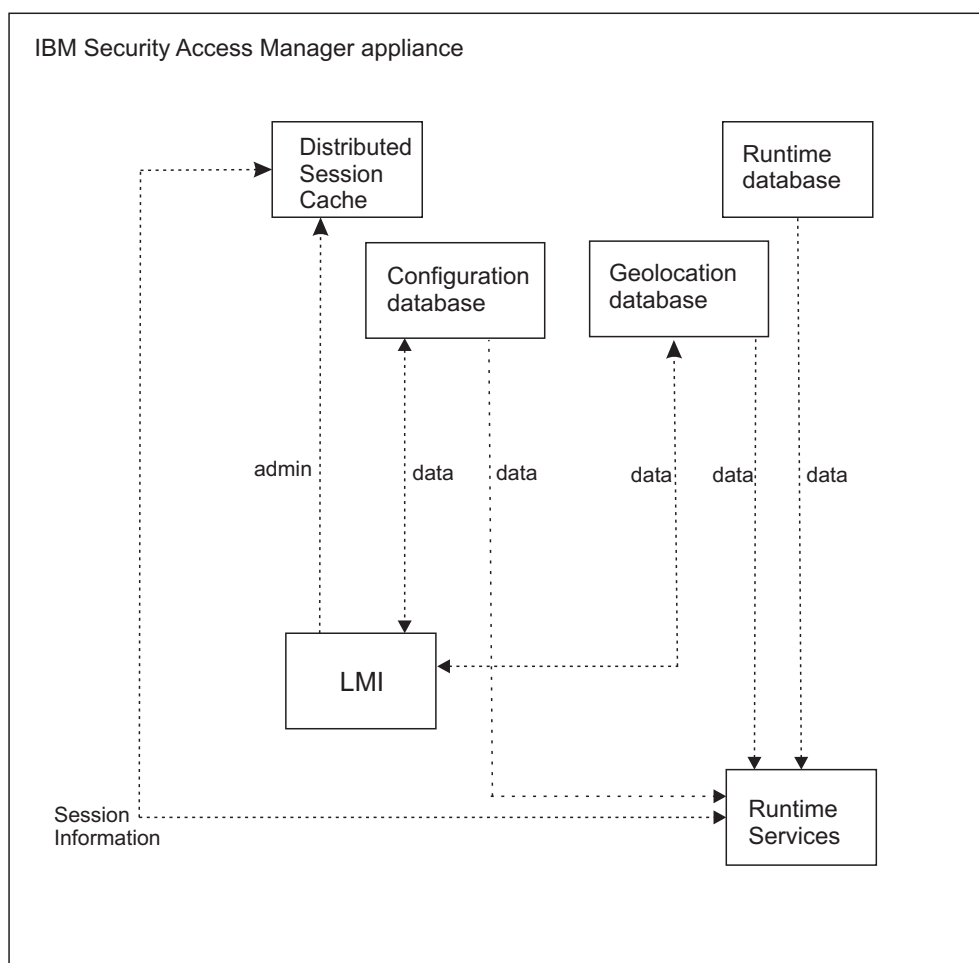 IBM Security Access Manager appliance
Distributed
Session
Cache
Runtime
database
Configuration
database
Geolocation
database
admin
data
data
data
data
data
LMI
Session
Information
Runtime
Services